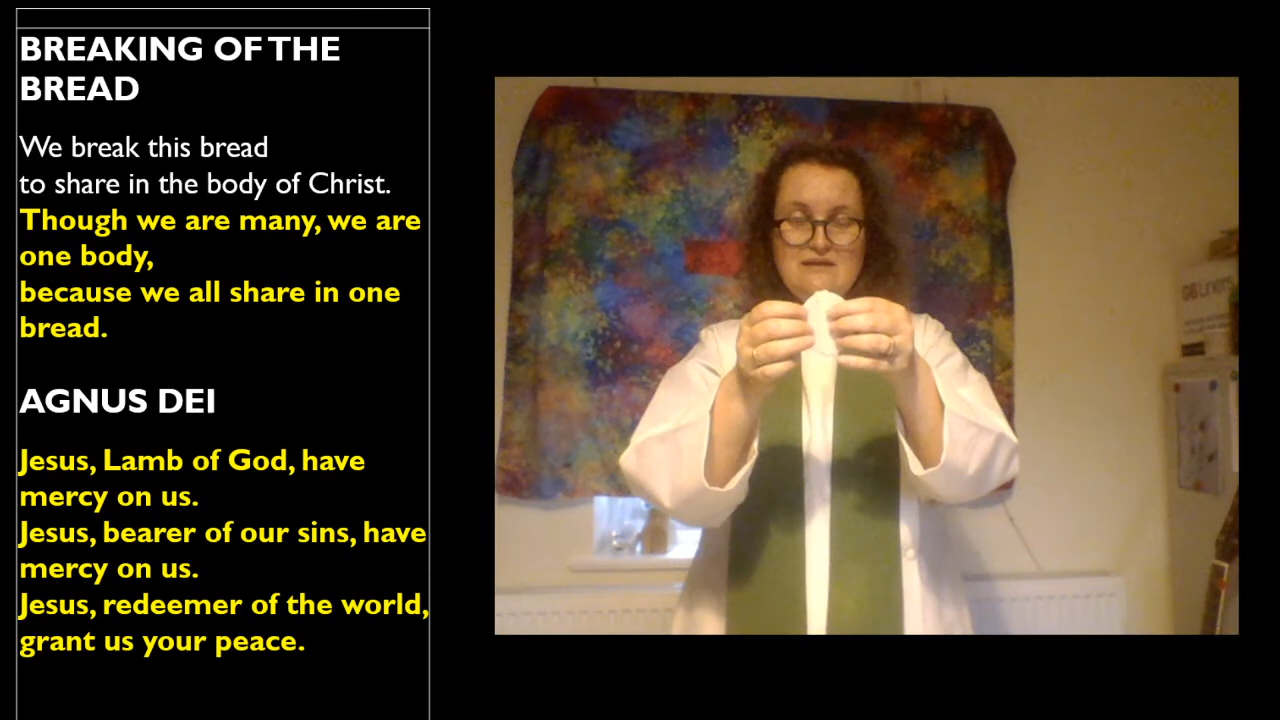 BREAKING OF THE
BREAD
We break this bread
to share in the body of Christ.
Though we are many, we are
one body,
because we all share in one
bread.
AGNUS DEI
Jesus, Lamb of God, have
mercy on us.
Jesus, bearer of our sins, have
mercy on us.
Jesus, redeemer of the world,
grant us your peace.